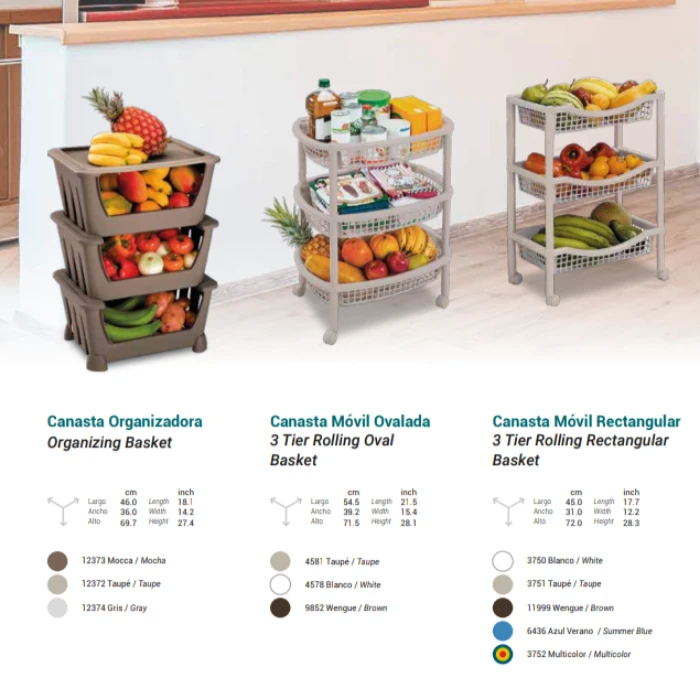 Canasta Organizadora
Organizing Basket
cm inch
Largo 46.0 Length 18.1
Ancho 36.0 Width 14.2
Alto 69.7 Height 27.4
12373 Mocca / Mocha
12372 Taupé / Taupe
12374 Gris / Gray
Canasta Móvil Ovalada
3 Tier Rolling Oval
Basket
cm inch
Largo 54.5 Length 21.5
Ancho 39.2 Width 15.4
Alto 71.5 Height 28.1
4581 Taupé / Taupe
4578 Blanco / White
9852 Wengue / Brown
Canasta Móvil Rectangular
3 Tier Rolling Rectangular
Basket
cm inch
Largo 45.0 Length 17.7
Ancho 31.0 Width 12.2
Alto 72.0 Height 28.3
3750 Blanco / White
3751 Taupé / Taupe
11999 Wengue / Brown
6436 Azul Verano / Summer Blue
3752 Multicolor / Multicolor